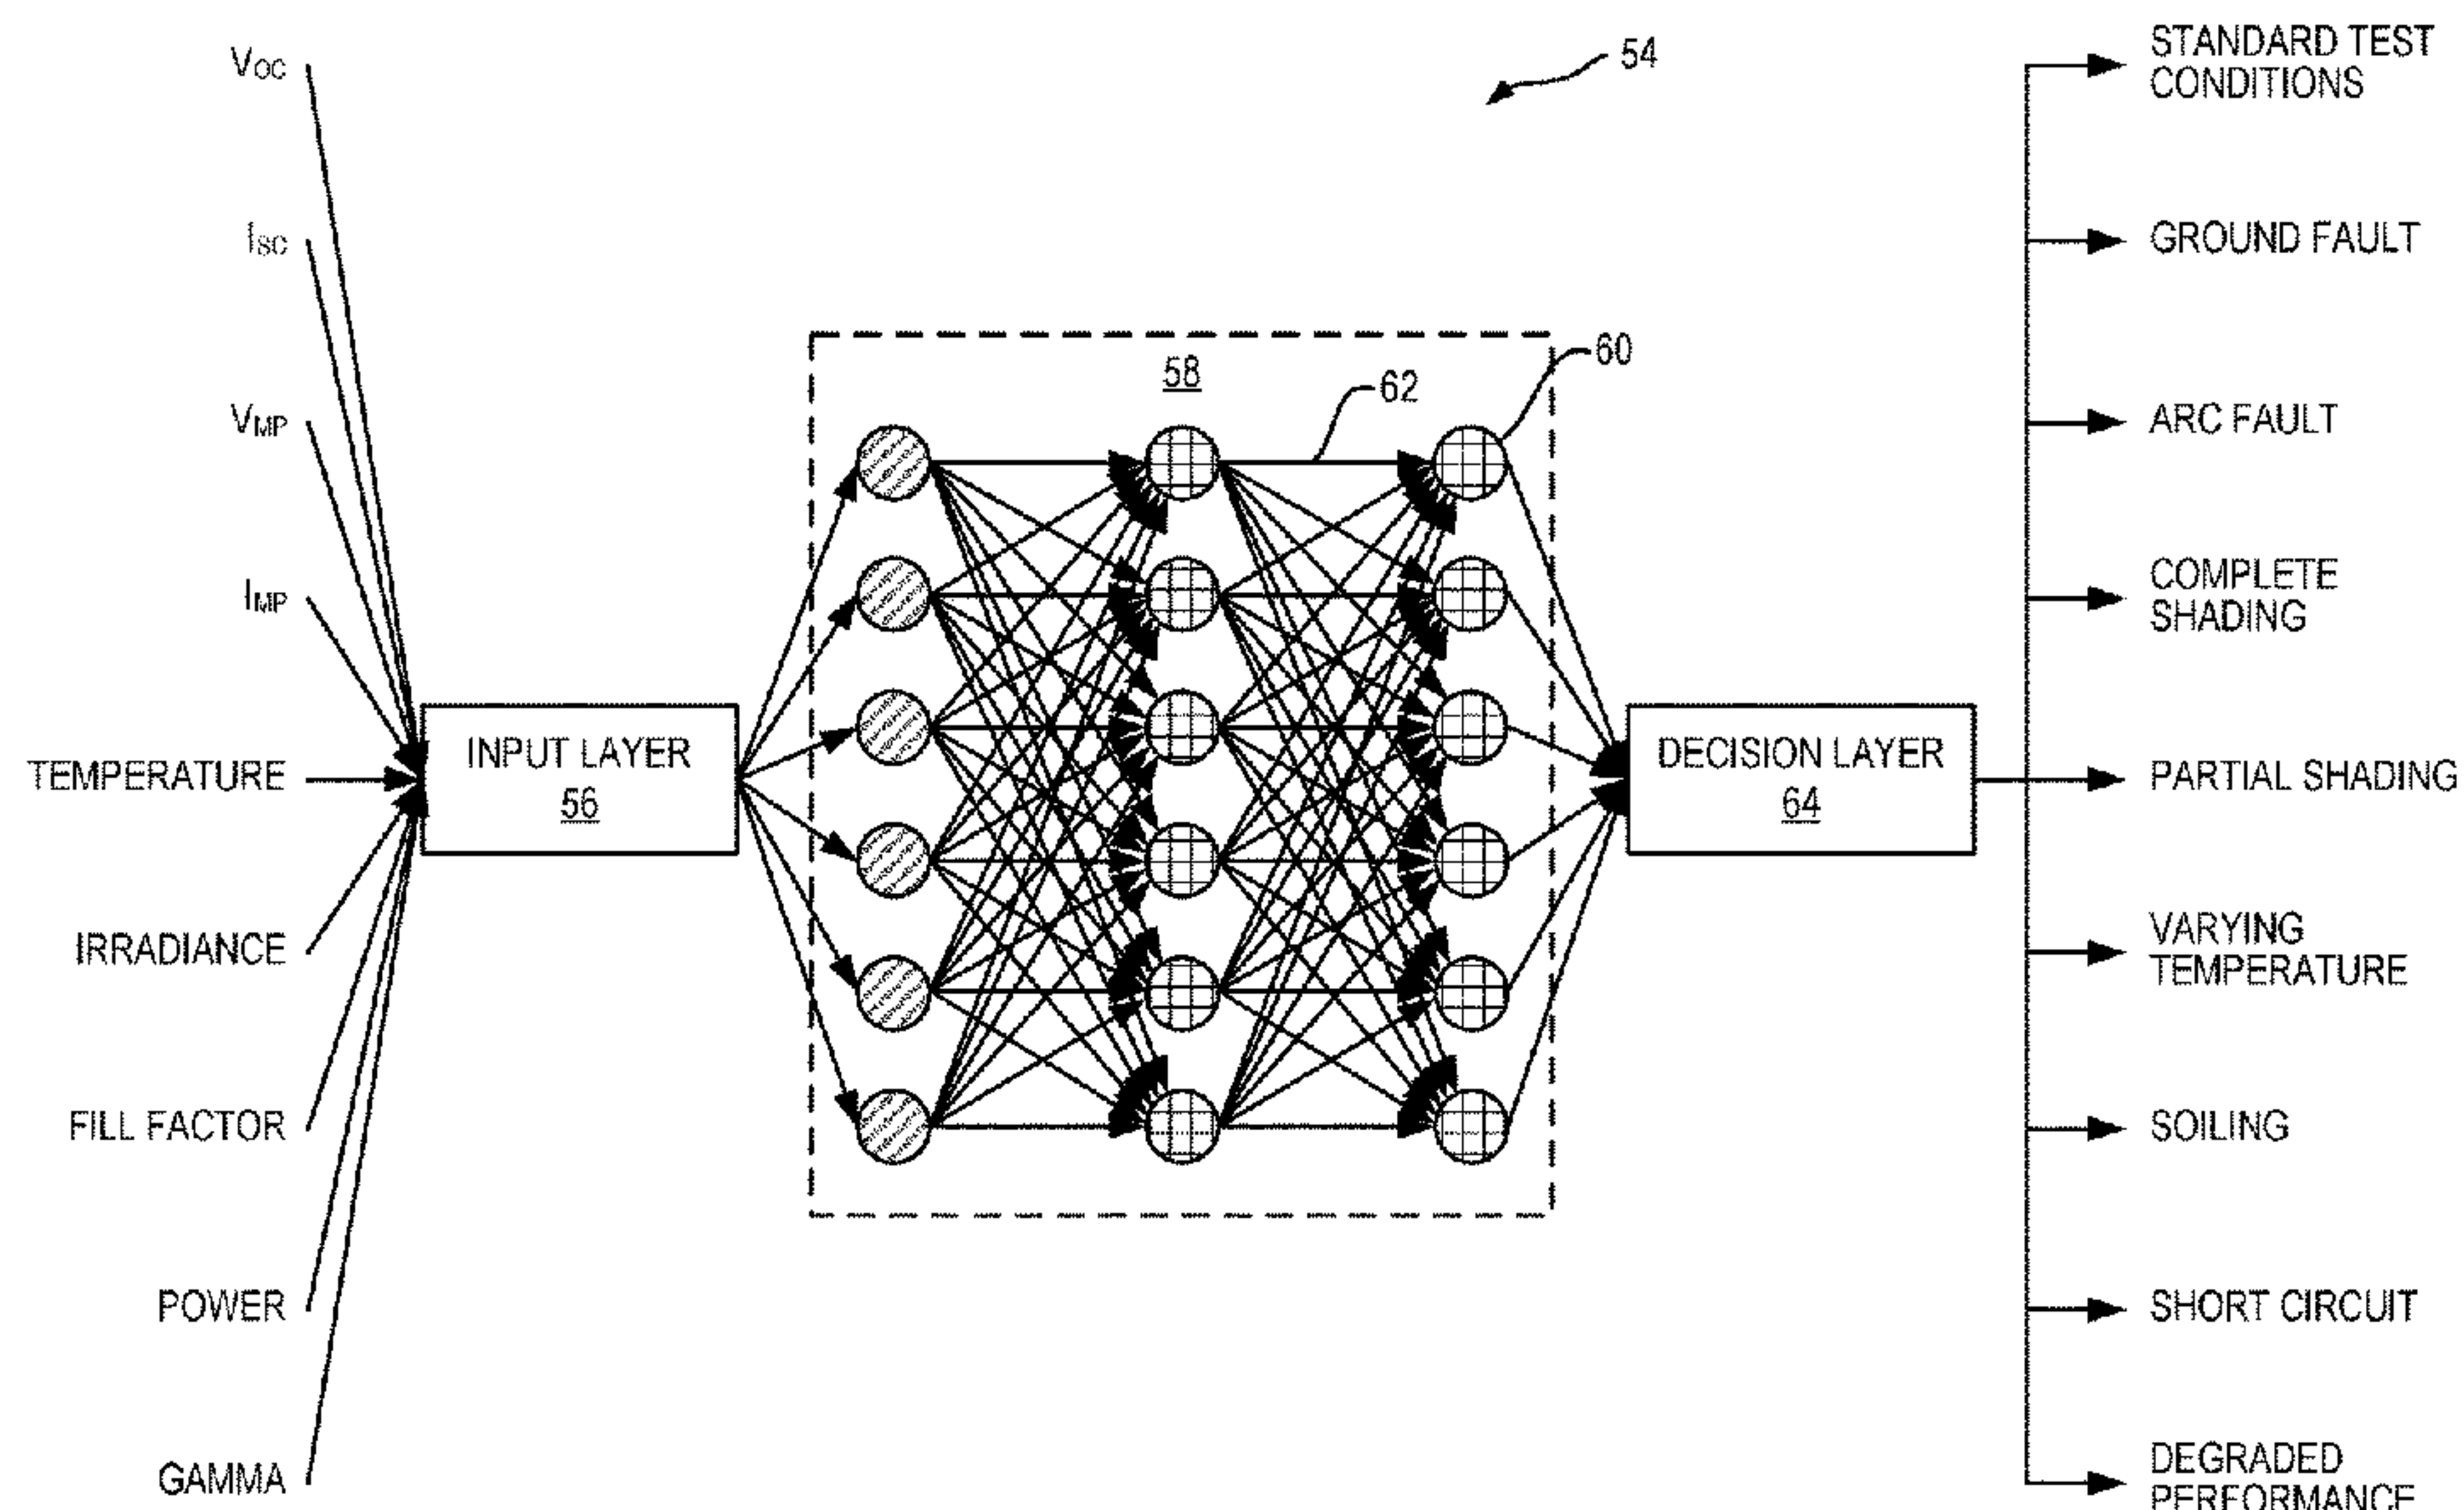 VOC
ISC
VMP
IMP
TEMPERATURE
IRRADIANCE
FILL FACTOR
POWER
GAMMA
INPUT LAYER
56
58
62
60
54
DECISION LAYER
64
STANDARD TEST
CONDITIONS
GROUND FAULT
ARC FAULT
COMPLETE
SHADING
PARTIAL SHADING
VARYING
TEMPERATURE
SOILING
SHORT CIRCUIT
DEGRADED
PERFORMANCE